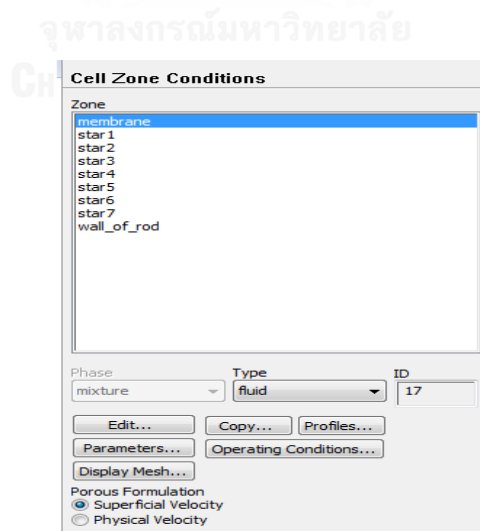 จุฬาลงกรณ์มหาวิทยาลัย
Cell Zone Conditions
Zone
membrane
star1
star2
star3
star4
star5
star6
star7
wall_of_rod
Phase Type ID
mixture fluid 17
Edit... Copy... Profiles...
Parameters... Operating Conditions...
Display Mesh...
Porous Formulation
Superficial Velocity
Physical Velocity